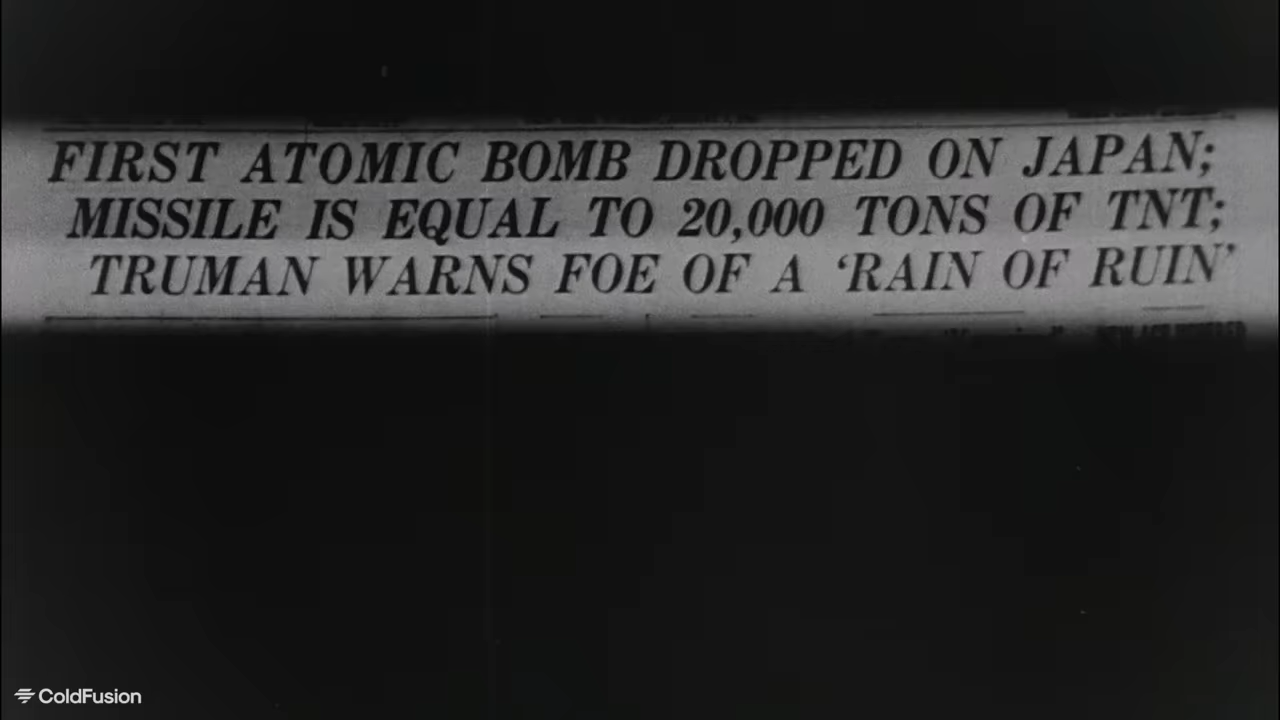 FIRST ATOMIC BOMB DROPPED ON JAPAN;
MISSILE IS EQUAL TO 20,000 TONS OF TNT;
TRUMAN WARNS FOE OF A ‘RAIN OF RUIN’
ColdFusion